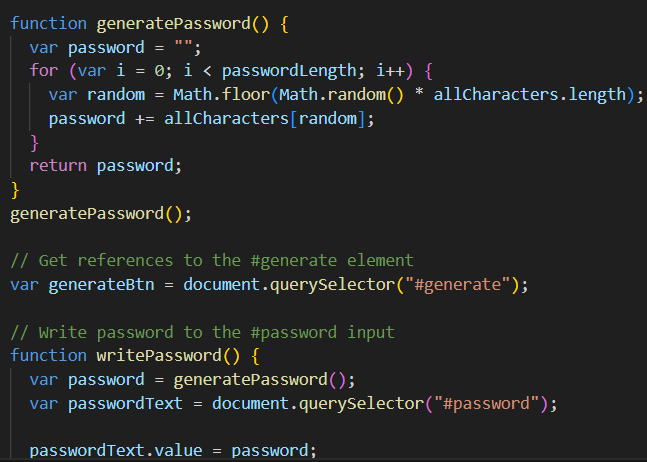 function generatePassword() {
  var password = "";
  for (var i = 0; i < passwordLength; i++) {
    var random = Math.floor(Math.random() * allCharacters.length);
    password += allCharacters[random];
  }
  return password;
}
generatePassword();

// Get references to the #generate element
var generateBtn = document.querySelector("#generate");

// Write password to the #password input
function writePassword() {
  var password = generatePassword();
  var passwordText = document.querySelector("#password");

  passwordText.value = password;